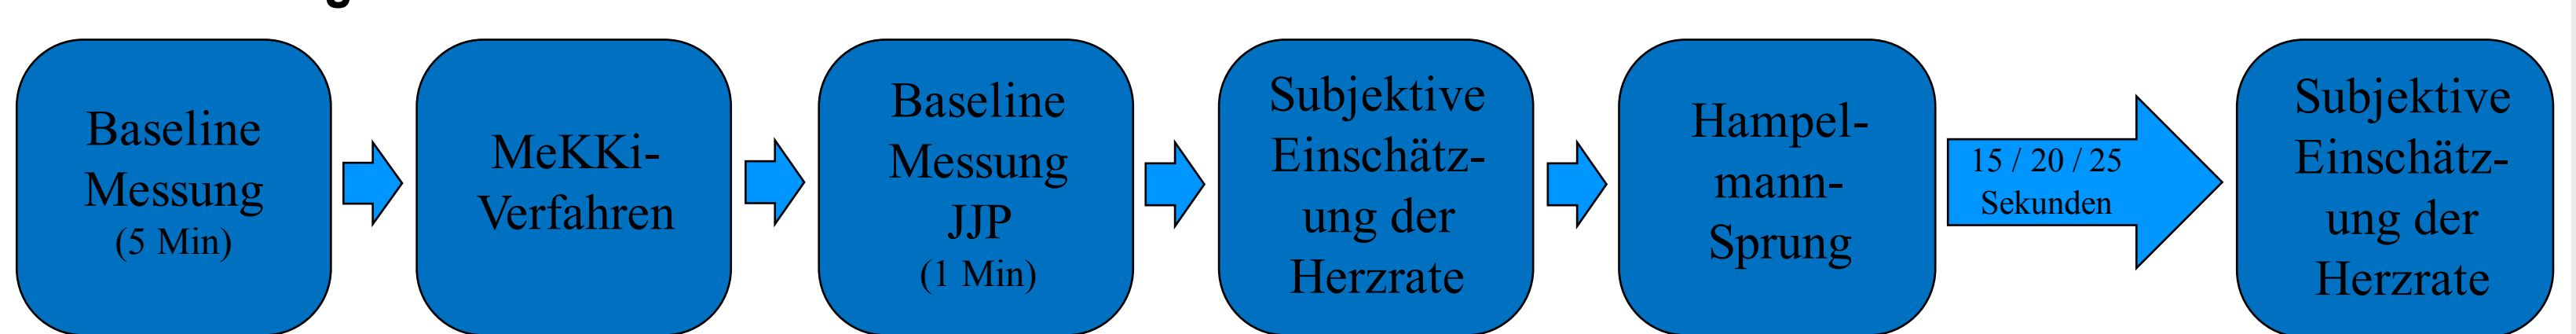 Baseline
Messung
(5 Min)
MeKKi-
Verfahren
Baseline
Messung
JJP
(1 Min)
Subjektive
Einschätz-
ung der
Herzrate
Hampel-
mann-
Sprung
15 / 20 / 25
Sekunden
Subjektive
Einschätz-
ung der
Herzrate